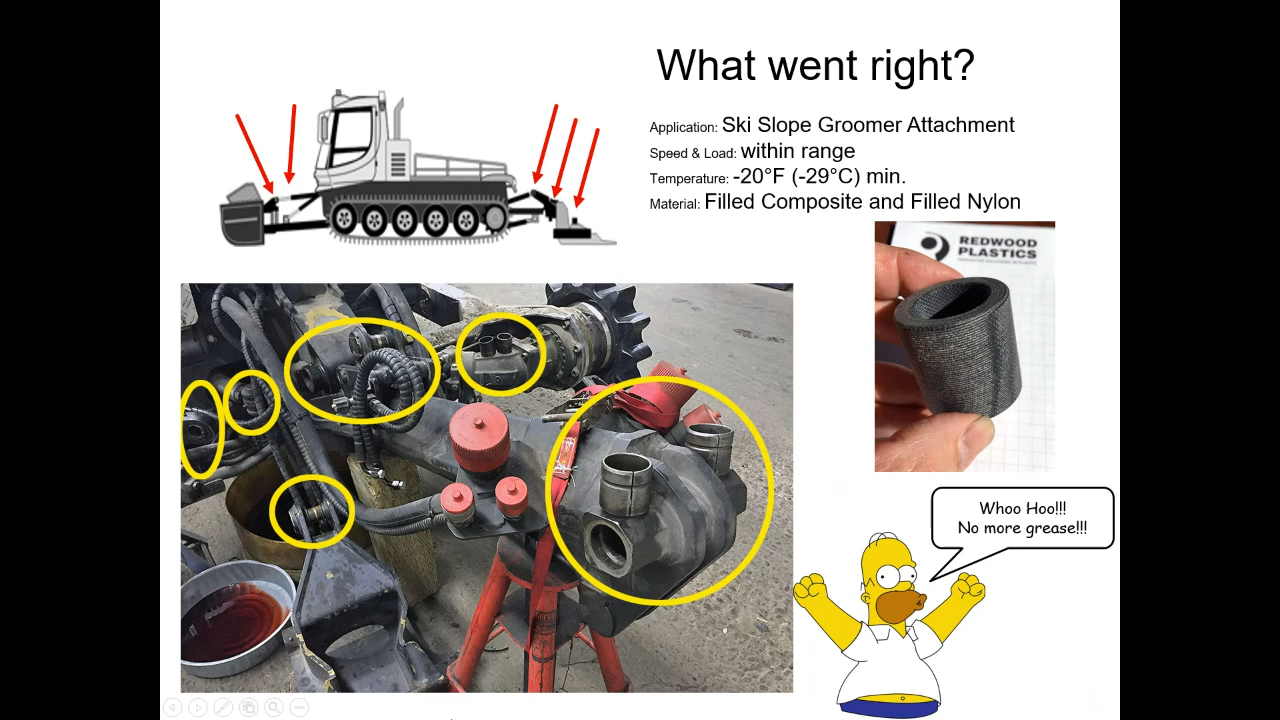 What went right?
Application: Ski Slope Groomer Attachment
Speed & Load: within range
Temperature: -20°F (-29°C) min.
Material: Filled Composite and Filled Nylon
REDWOOD
PLASTICS
Whoo Hoo!!!
No more grease!!!